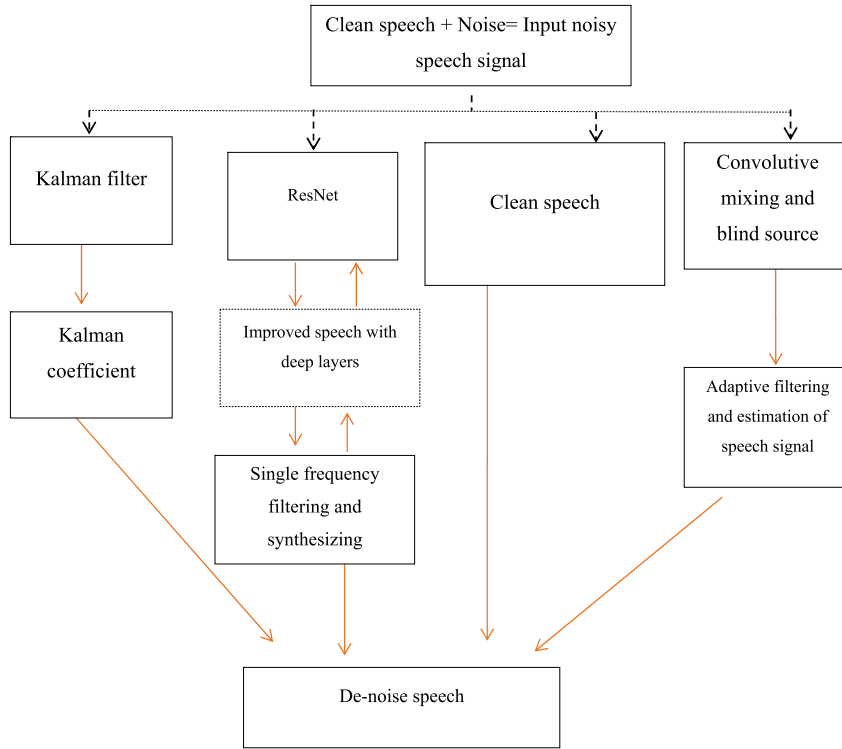 Clean speech + Noise= Input noisy
speech signal
Kalman filter
ResNet
Clean speech
Convolutive
mixing and
blind source
Kalman
coefficient
Improved speech with
deep layers
Adaptive filtering
and estimation of
speech signal
Single frequency
filtering and
synthesizing
De-noise speech